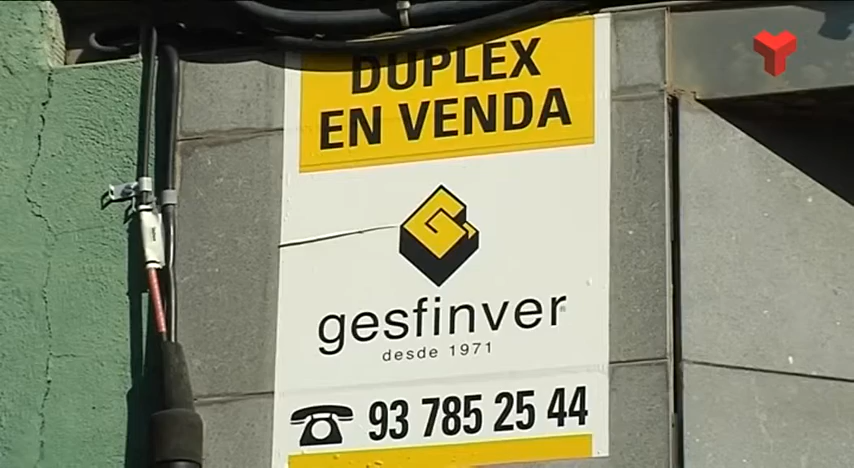 DUPLEX
EN VENDA
gesfinver®
desde 1971
93 785 25 44